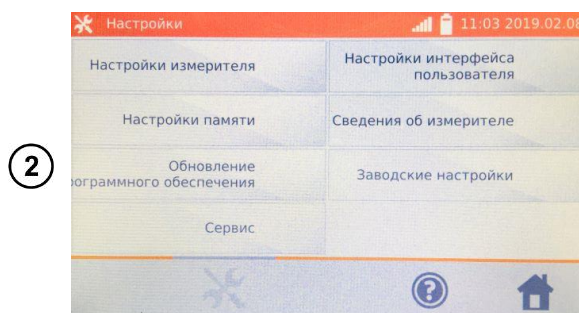 Настройки
11:03 2019.02.08
Настройки измерителя
Настройки интерфейса
пользователя
Настройки памяти
Сведения об измерителе
2
Обновление
ограммного обеспечения
Заводские настройки
Сервис
?